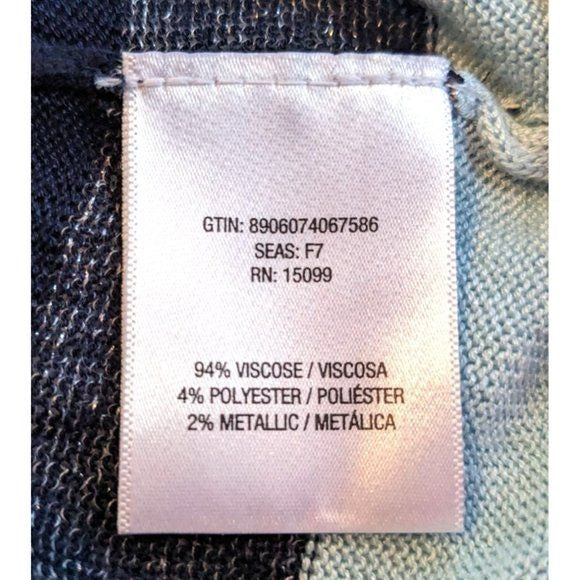 GTIN: 8906074067586
SEAS: F7
RN: 15099
94% VISCOSE / VISCOSA
4% POLYESTER / POLIÉSTER
2% METALLIC / METÁLICA